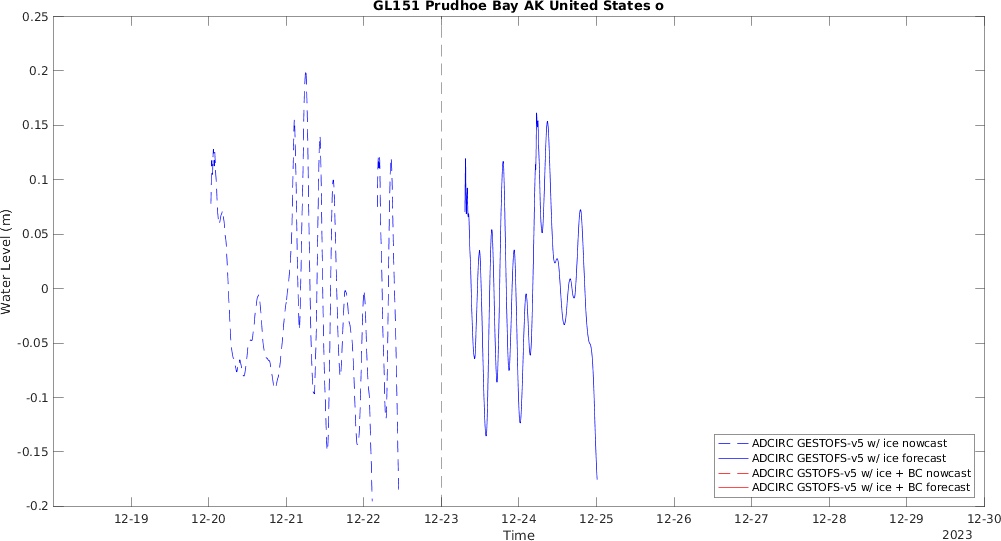 GL151 Prudhoe Bay AK United States o
0.25
0.2
0.15
0.1
0.05
0
-0.05
-0.1
-0.15
-0.2
Water Level (m)
12-19 12-20 12-21 12-22 12-23 12-24 12-25 12-26 12-27 12-28 12-29 12-30
Time
2023
ADCIRC GESTOFS-v5 w/ ice nowcast
ADCIRC GESTOFS-v5 w/ ice forecast
ADCIRC GSTOFS-v5 w/ ice + BC nowcast
ADCIRC GSTOFS-v5 w/ ice + BC forecast